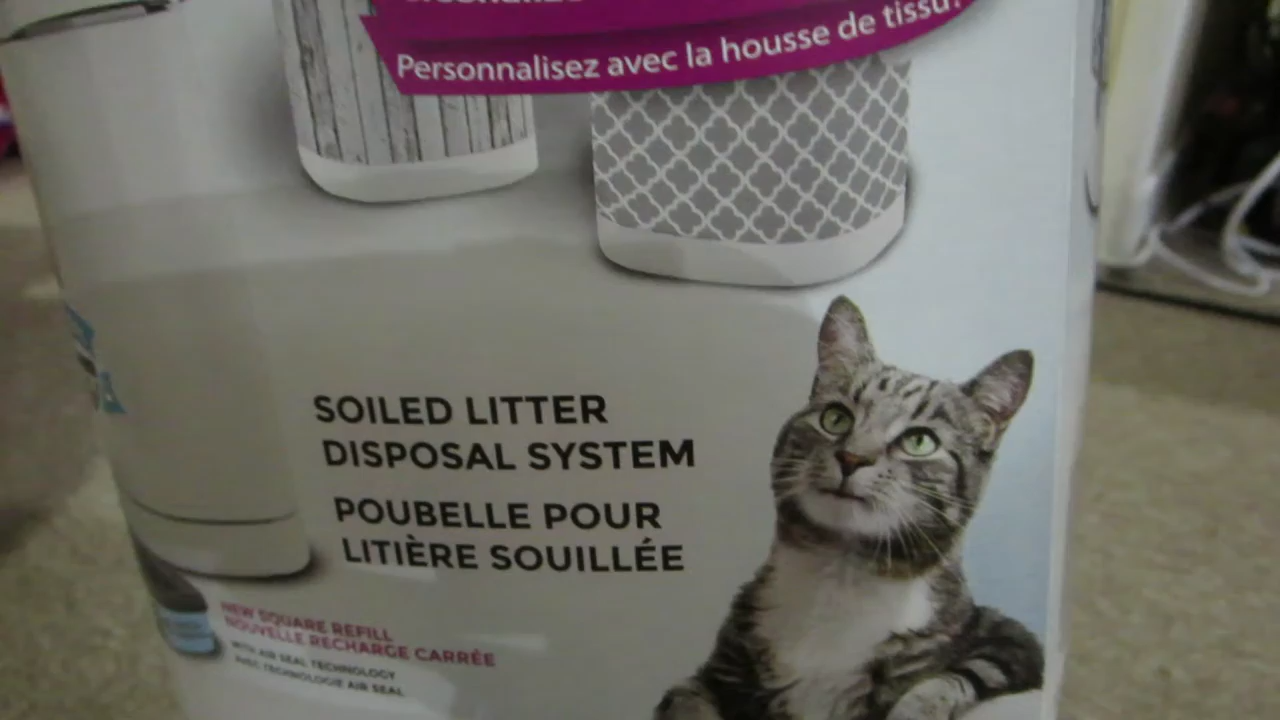 Personnalisez avec la housse de tissu!
SOILED LITTER
DISPOSAL SYSTEM
POUBELLE POUR
LITIÈRE SOUILLÉE
NEW SQUARE REFILL
NOUVELLE RECHARGE CARRÉE
WITH AIR SEAL TECHNOLOGY
AVEC TECHNOLOGIE AIR SEAL